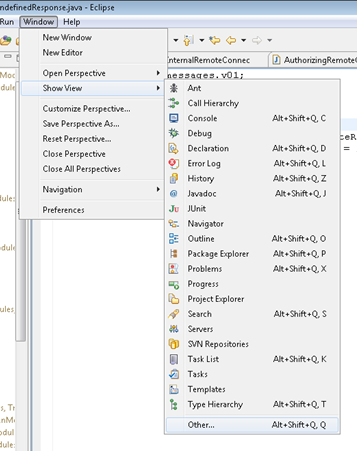 ndefinedResponse.java - Eclipse
Run Window Help
New Window
New Editor
Open Perspective
Show View
Customize Perspective...
Save Perspective As...
Reset Perspective...
Close Perspective
Close All Perspectives
Navigation
Preferences
nternalRemoteConnec
AuthorizingRemoteC
messages.v01;
Ant
Call Hierarchy
Console Alt+Shift+Q, C
Debug
Declaration Alt+Shift+Q, D
Error Log Alt+Shift+Q, L
History Alt+Shift+Q, Z
Javadoc Alt+Shift+Q, J
JUnit
Navigator
Outline Alt+Shift+Q, O
Package Explorer Alt+Shift+Q, P
Problems Alt+Shift+Q, X
Progress
Project Explorer
Search Alt+Shift+Q, S
Servers
SVN Repositories
Task List Alt+Shift+Q, K
Tasks
Templates
Type Hierarchy Alt+Shift+Q, T
Other... Alt+Shift+Q, Q
ceR
=